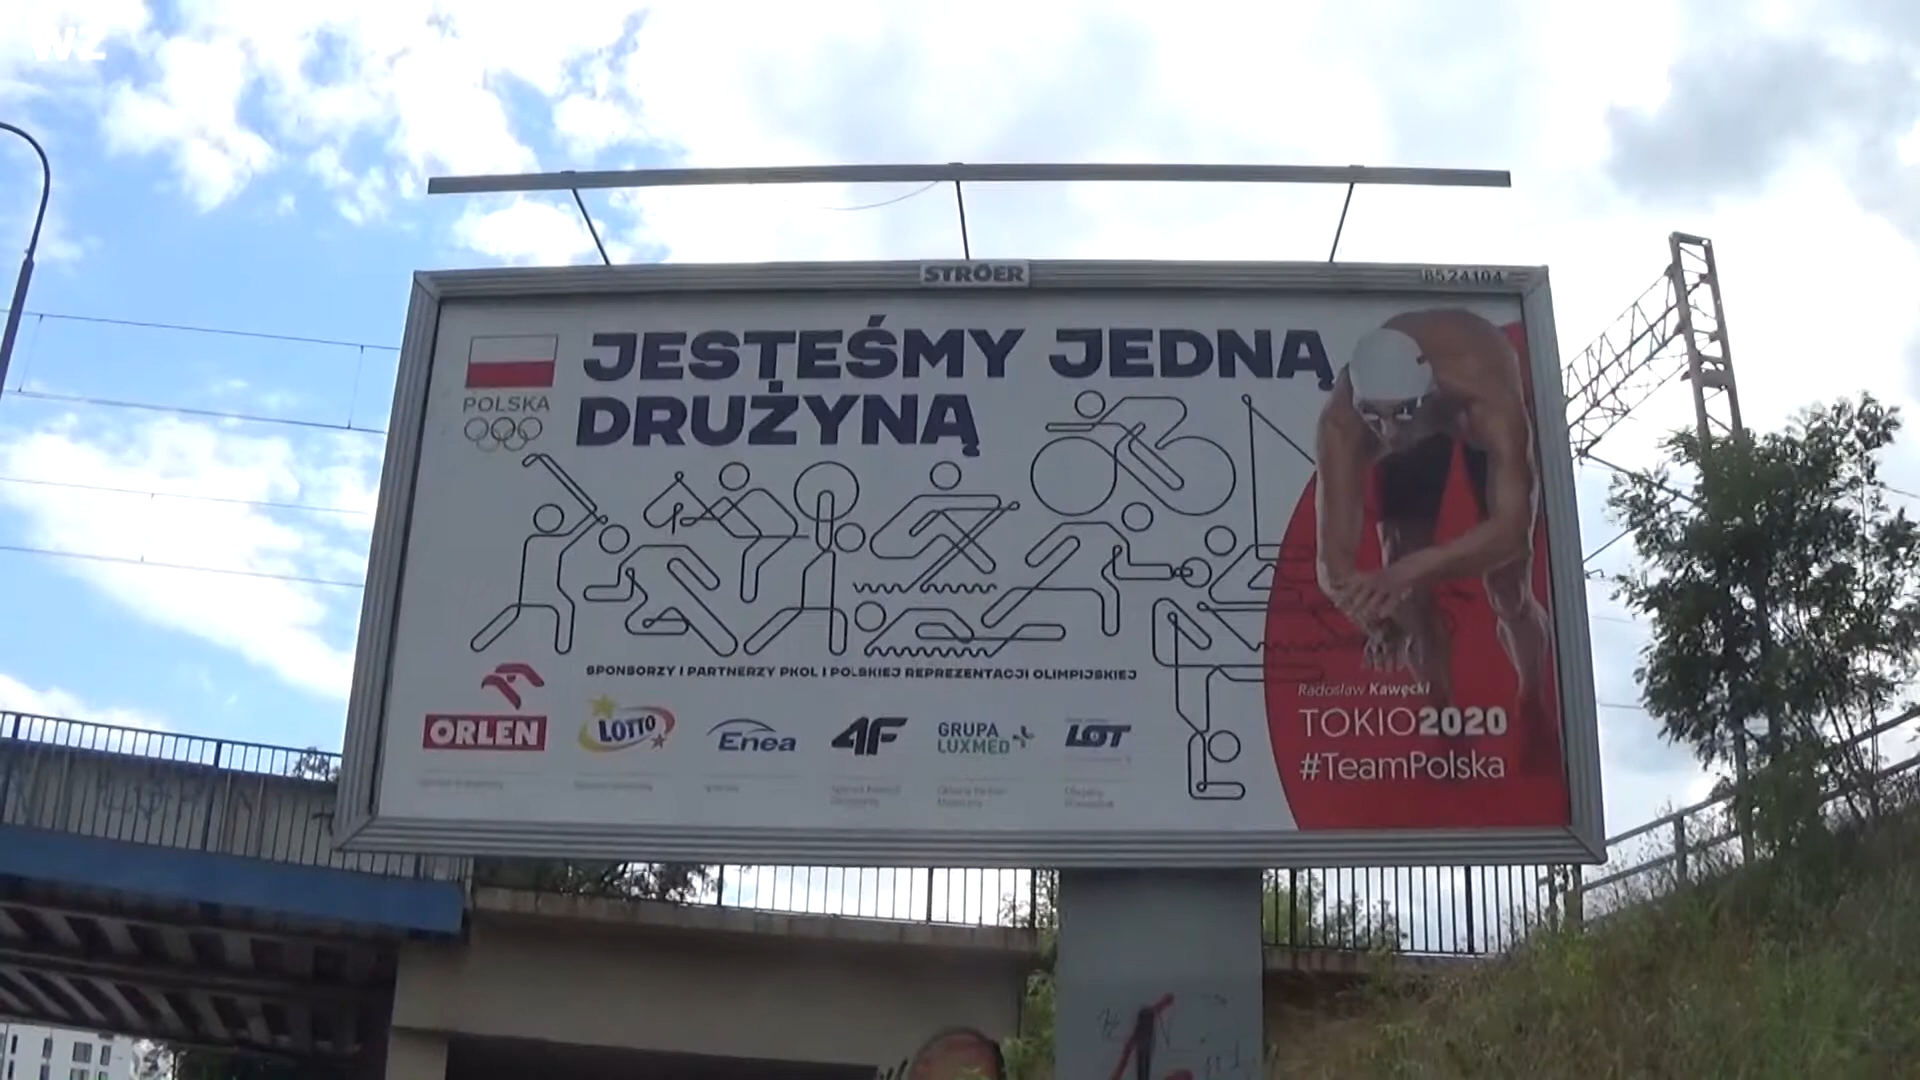 WZ
STRÖER
8524104
JESTEŚMY JEDNĄ
DRUŻYNĄ
POLSKA
SPONSORZY I PARTNERZY PKOL I POLSKIEJ REPREZENTACJI OLIMPIJSKIEJ
ORLEN
LOTTO
Enea
4F
GRUPA
LUXMED
LOT
Radosław Kawęcki
TOKIO2020
#TeamPolska